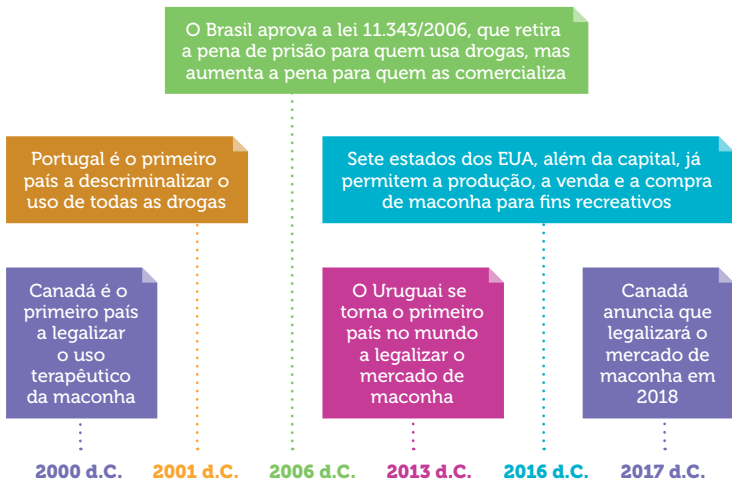 O Brasil aprova a lei 11.343/2006, que retira
a pena de prisão para quem usa drogas, mas
aumenta a pena para quem as comercializa
Portugal é o primeiro
país a descriminalizar o
uso de todas as drogas
Sete estados dos EUA, além da capital, já
permitem a produção, a venda e a compra
de maconha para fins recreativos
Canadá é o
primeiro país
a legalizar
o uso
terapêutico
da maconha
O Uruguai se
torna o primeiro
país no mundo
a legalizar o
mercado de
maconha
Canadá
anuncia que
legalizará o
mercado de
maconha em
2018
2000 d.C. 2001 d.C. 2006 d.C. 2013 d.C. 2016 d.C. 2017 d.C.